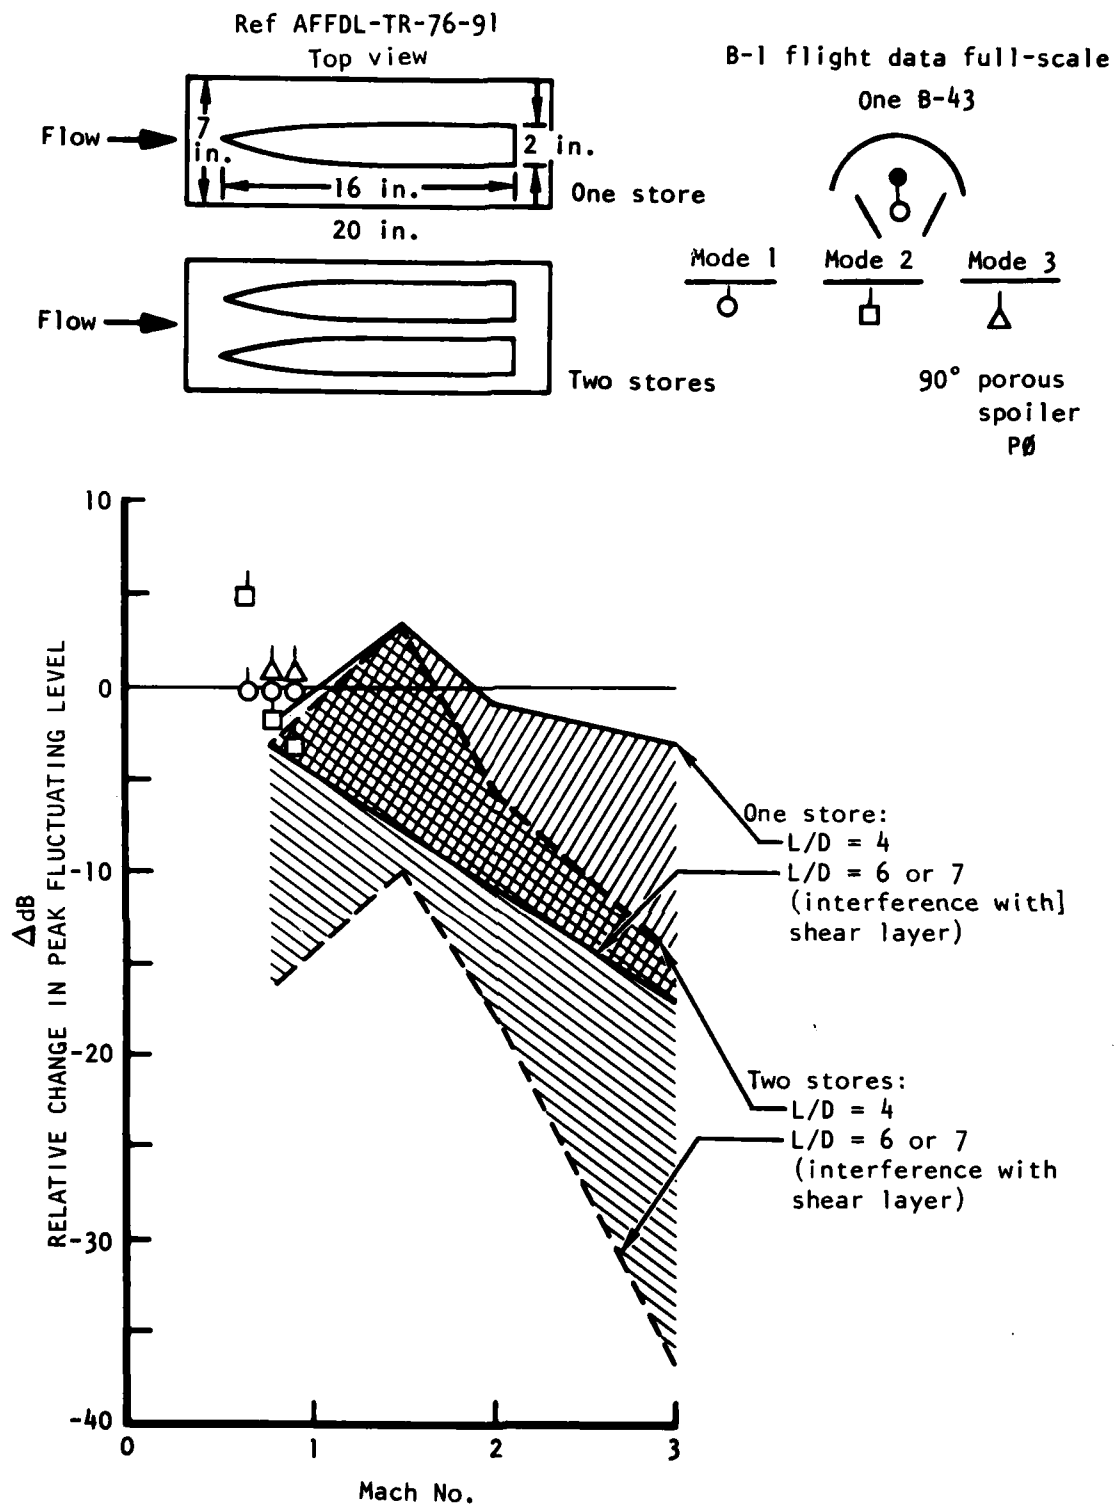 Ref AFFDL-TR-76-91
Top view
Flow
7
in.
2 in.
16 in.
One store
20 in.
Flow
Two stores
B-1 flight data full-scale
One B-43
Mode 1
Mode 2
Mode 3
90° porous
spoiler
PØ
10
0
-10
-20
-30
-40
ΔdB
RELATIVE CHANGE IN PEAK FLUCTUATING LEVEL
One store:
L/D = 4
L/D = 6 or 7
(interference with]
shear layer)
Two stores:
L/D = 4
L/D = 6 or 7
(interference with
shear layer)
0
1
2
3
Mach No.